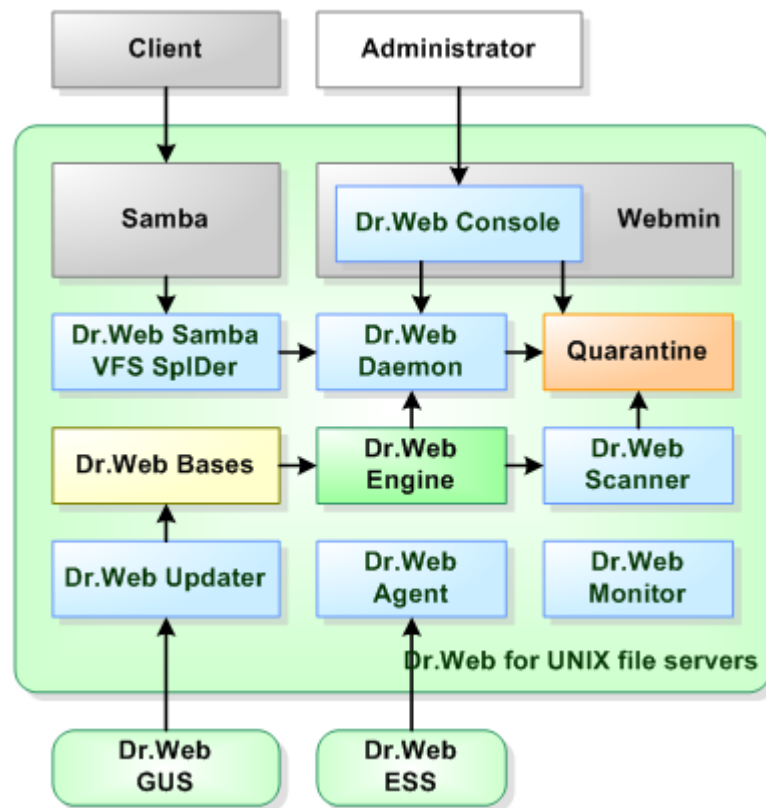 Client
Administrator
Samba
Dr.Web Console
Webmin
Dr.Web Samba
VFS SpIDer
Dr.Web
Daemon
Quarantine
Dr.Web Bases
Dr.Web
Engine
Dr.Web
Scanner
Dr.Web Updater
Dr.Web
Agent
Dr.Web
Monitor
Dr.Web for UNIX file servers
Dr.Web
GUS
Dr.Web
ESS